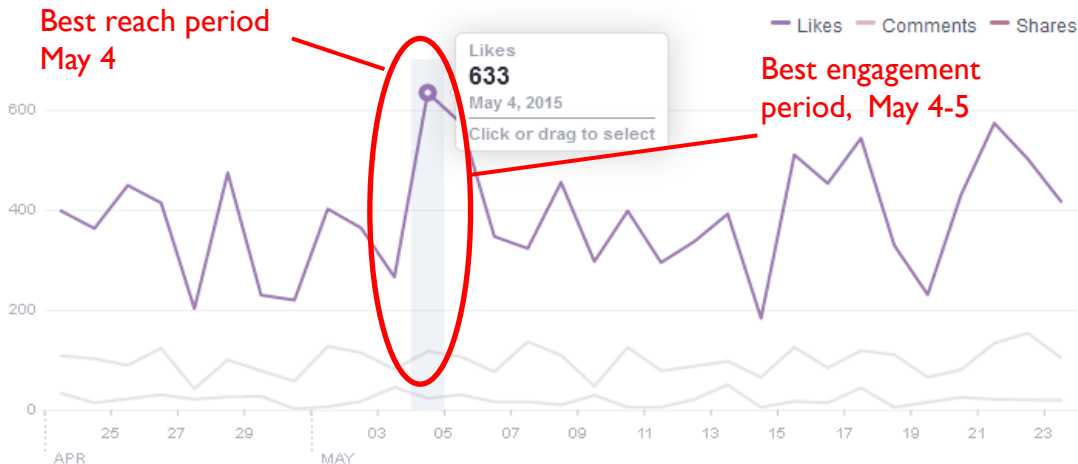 Best reach period
May 4
Likes Comments Shares
Likes
633
May 4, 2015
Click or drag to select
Best engagement
period, May 4-5
600
400
200
0
25 27 29 03 05 07 09 11 13 15 17 19 21 23
APR MAY